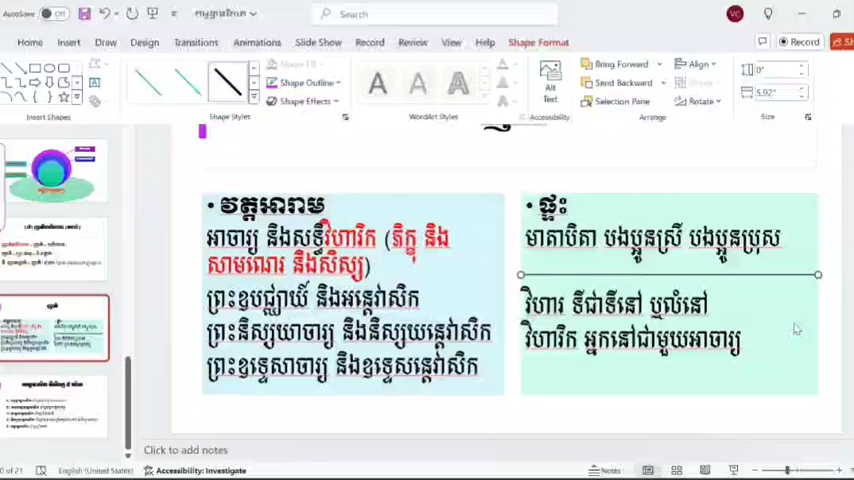 AutoSave
Off
Search
VC
Home Insert Draw Design Transitions Animations Slide Show Record Review View Help Shape Format
Record
Shape Fill
Shape Outline
Shape Effects
Alt
Text
Bring Forward
Send Backward
Selection Pane
Align
Rotate
0"
5.92"
Insert Shapes
Shape Styles
WordArt Styles
Accessibility
Arrange
Size
• វត្តអារាម
អាចារ្យ និងសទ្ធិវិហារិក (ភិក្ខុ និង
សាមណេរ និងសិស្ស)
ព្រះឧបជ្ឈាយ៍ និងអន្តេវាសិក
ព្រះនិស្សយាចារ្យ និងនិស្សយន្តេវាសិក
ព្រះឧទ្ទេសាចារ្យ និងឧទ្ទេសន្តេវាសិក
• ផ្ទះ
មាតាបិតា បងប្អូនស្រី បងប្អូនប្រុស
វិហារ ទីជាទីនៅ ឬលំនៅ
វិហារិក អ្នកនៅជាមួយអាចារ្យ
Click to add notes
of 21
English (United States)
Accessibility: Investigate
Notes